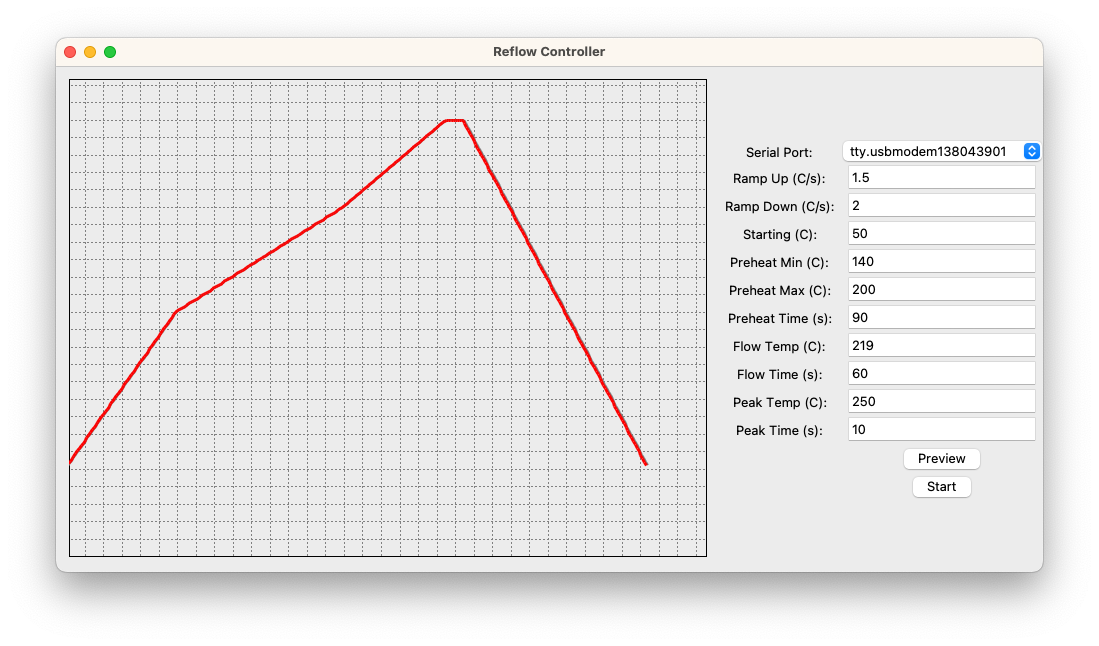 Reflow Controller
Serial Port: tty.usbmodem138043901
Ramp Up (C/s): 1.5
Ramp Down (C/s): 2
Starting (C): 50
Preheat Min (C): 140
Preheat Max (C): 200
Preheat Time (s): 90
Flow Temp (C): 219
Flow Time (s): 60
Peak Temp (C): 250
Peak Time (s): 10
Preview
Start